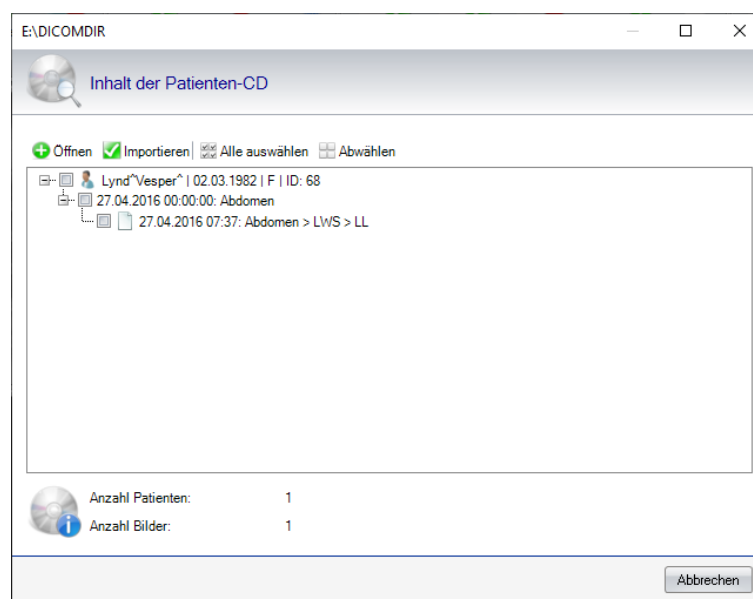 E:\DICOMDIR
Inhalt der Patienten-CD
Öffnen Importieren Alle auswählen Abwählen
Lynd^Vesper^ | 02.03.1982 | F | ID: 68
27.04.2016 00:00:00: Abdomen
27.04.2016 07:37: Abdomen > LWS > LL
Anzahl Patienten: 1
Anzahl Bilder: 1
Abbrechen